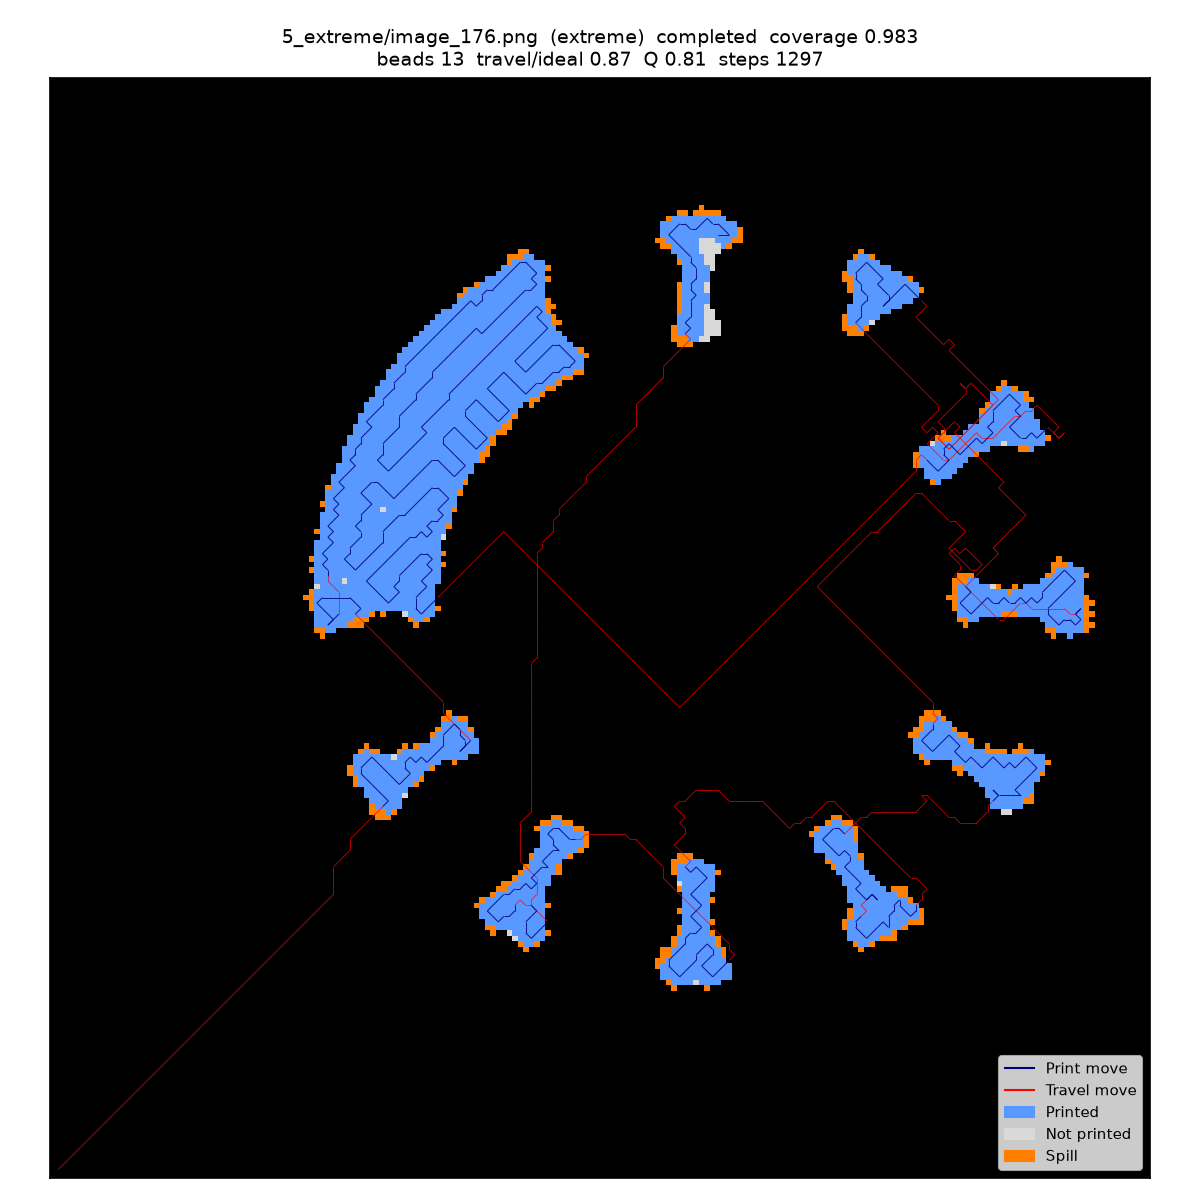 5_extreme/image_176.png  (extreme)  completed  coverage 0.983
beads 13  travel/ideal 0.87  Q 0.81  steps 1297
Print move
Travel move
Printed
Not printed
Spill